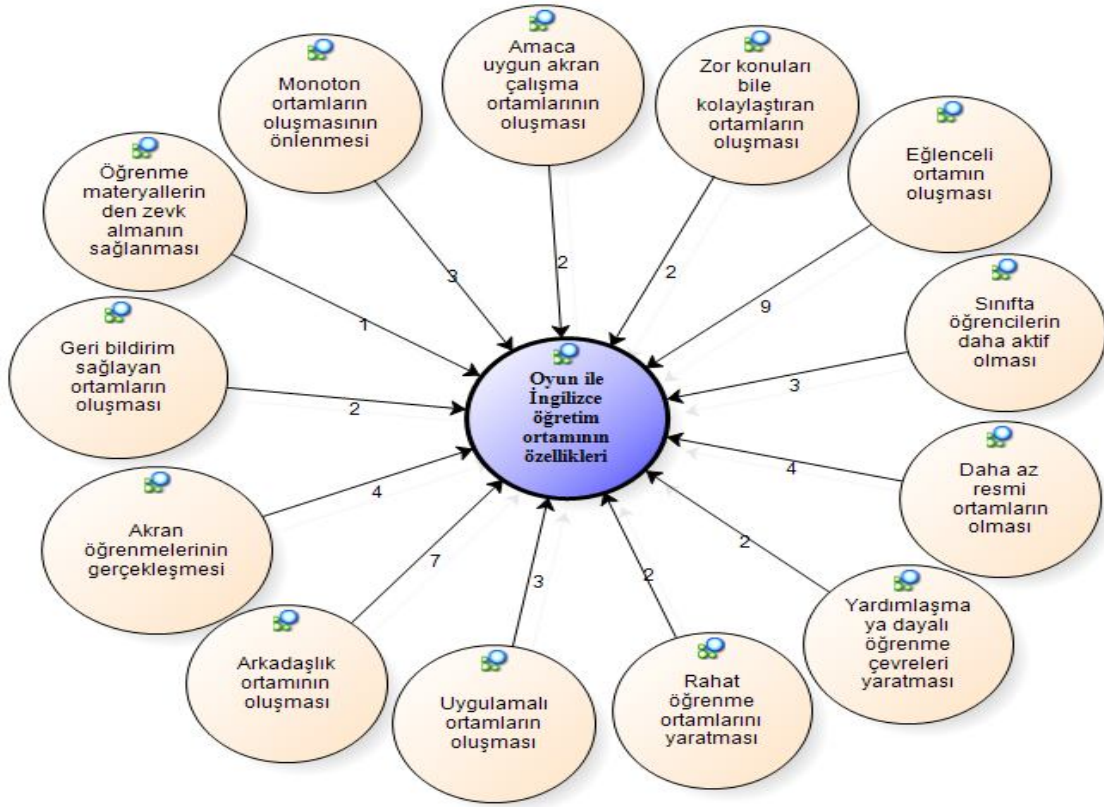 Amaca
uygun akran
çalışma
ortamlarının
oluşması
Zor konuları
bile
kolaylaştıran
ortamların
oluşması
Monoton
ortamların
oluşmasının
önlenmesi
Eğlenceli
ortamın
oluşması
Öğrenme
materyallerin
den zevk
almanın
sağlanması
3
2
2
9
Sınıfta
öğrencilerin
daha aktif
olması
1
Geri bildirim
sağlayan
ortamların
oluşması
2
Oyun ile
İngilizce
öğretim
ortamının
özellikleri
3
Daha az
resmi
ortamların
olması
4
4
Akran
öğrenmelerinin
gerçekleşmesi
7
3
2
2
Yardımlaşma
ya dayalı
öğrenme
çevreleri
yaratması
Arkadaşlık
ortamının
oluşması
Uygulamalı
ortamların
oluşması
Rahat
öğrenme
ortamlarını
yaratması